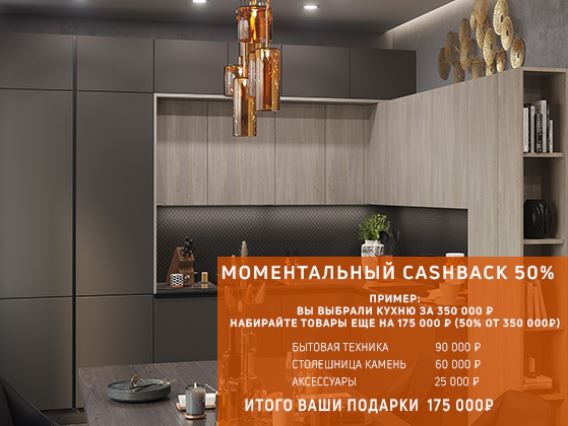 МОМЕНТАЛЬНЫЙ CASHBACK 50%
ПРИМЕР:
ВЫ ВЫБРАЛИ КУХНЮ ЗА 350 000 ₽
НАБИРАЙТЕ ТОВАРЫ ЕЩЕ НА 175 000 ₽ (50% ОТ 350 000₽)
БЫТОВАЯ ТЕХНИКА 90 000 ₽
СТОЛЕШНИЦА КАМЕНЬ 60 000 ₽
АКСЕССУАРЫ 25 000 ₽
ИТОГО ВАШИ ПОДАРКИ 175 000₽